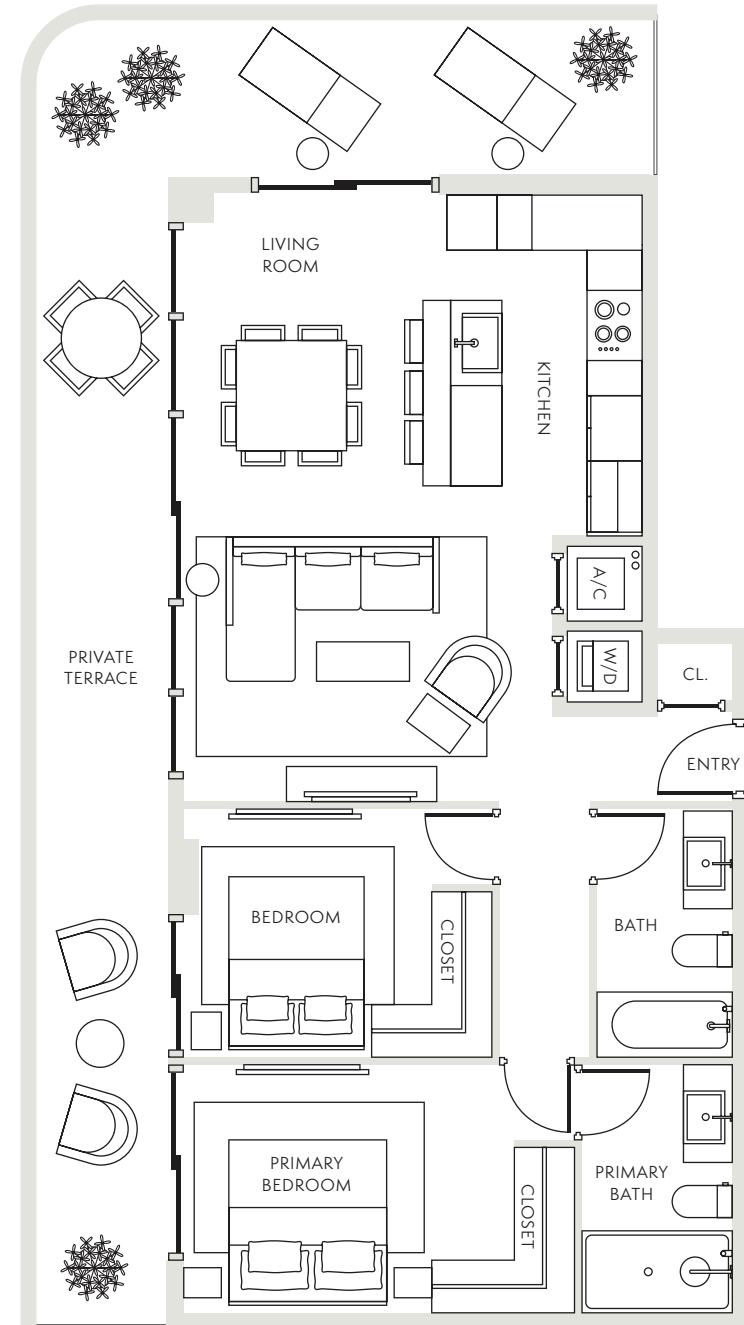 LIVING
ROOM
KITCHEN
A/C
W/D
PRIVATE
TERRACE
CL.
ENTRY
BEDROOM
CLOSET
BATH
PRIMARY
BEDROOM
CLOSET
PRIMARY
BATH